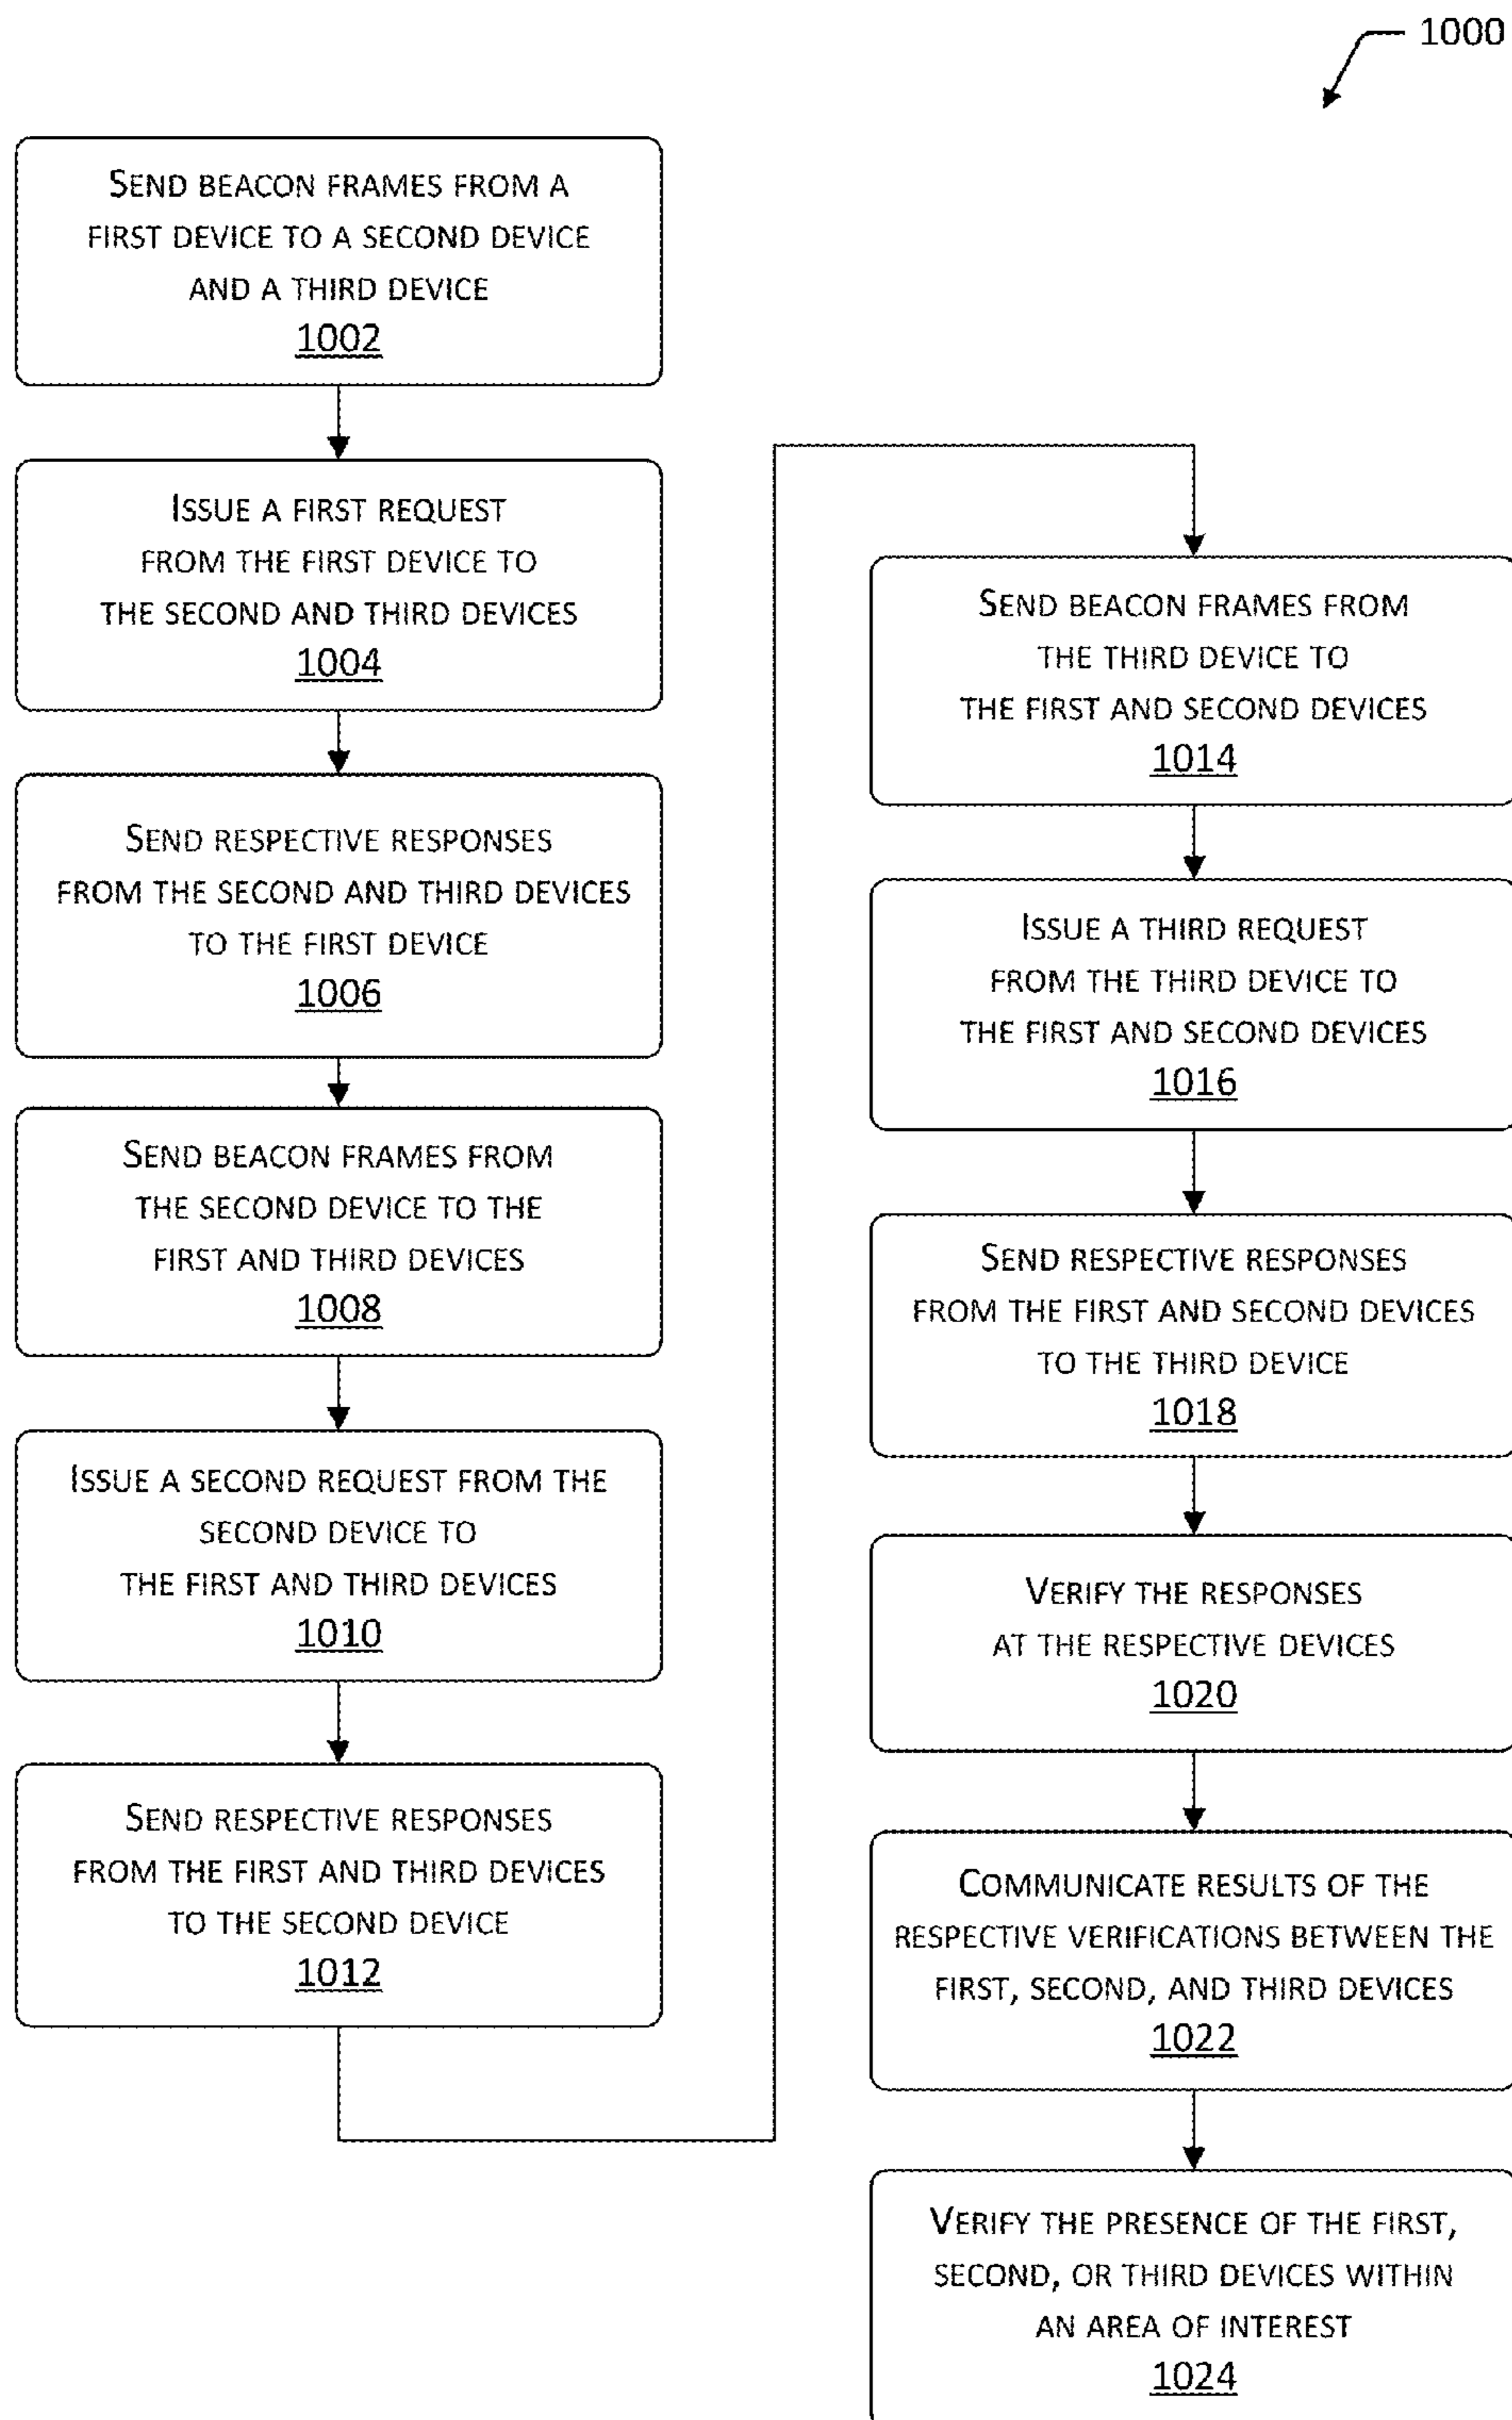 1000
SEND BEACON FRAMES FROM A
FIRST DEVICE TO A SECOND DEVICE
AND A THIRD DEVICE
1002
ISSUE A FIRST REQUEST
FROM THE FIRST DEVICE TO
THE SECOND AND THIRD DEVICES
1004
SEND RESPECTIVE RESPONSES
FROM THE SECOND AND THIRD DEVICES
TO THE FIRST DEVICE
1006
SEND BEACON FRAMES FROM
THE SECOND DEVICE TO THE
FIRST AND THIRD DEVICES
1008
ISSUE A SECOND REQUEST FROM THE
SECOND DEVICE TO
THE FIRST AND THIRD DEVICES
1010
SEND RESPECTIVE RESPONSES
FROM THE FIRST AND THIRD DEVICES
TO THE SECOND DEVICE
1012
SEND BEACON FRAMES FROM
THE THIRD DEVICE TO
THE FIRST AND SECOND DEVICES
1014
ISSUE A THIRD REQUEST
FROM THE THIRD DEVICE TO
THE FIRST AND SECOND DEVICES
1016
SEND RESPECTIVE RESPONSES
FROM THE FIRST AND SECOND DEVICES
TO THE THIRD DEVICE
1018
VERIFY THE RESPONSES
AT THE RESPECTIVE DEVICES
1020
COMMUNICATE RESULTS OF THE
RESPECTIVE VERIFICATIONS BETWEEN THE
FIRST, SECOND, AND THIRD DEVICES
1022
VERIFY THE PRESENCE OF THE FIRST,
SECOND, OR THIRD DEVICES WITHIN
AN AREA OF INTEREST
1024